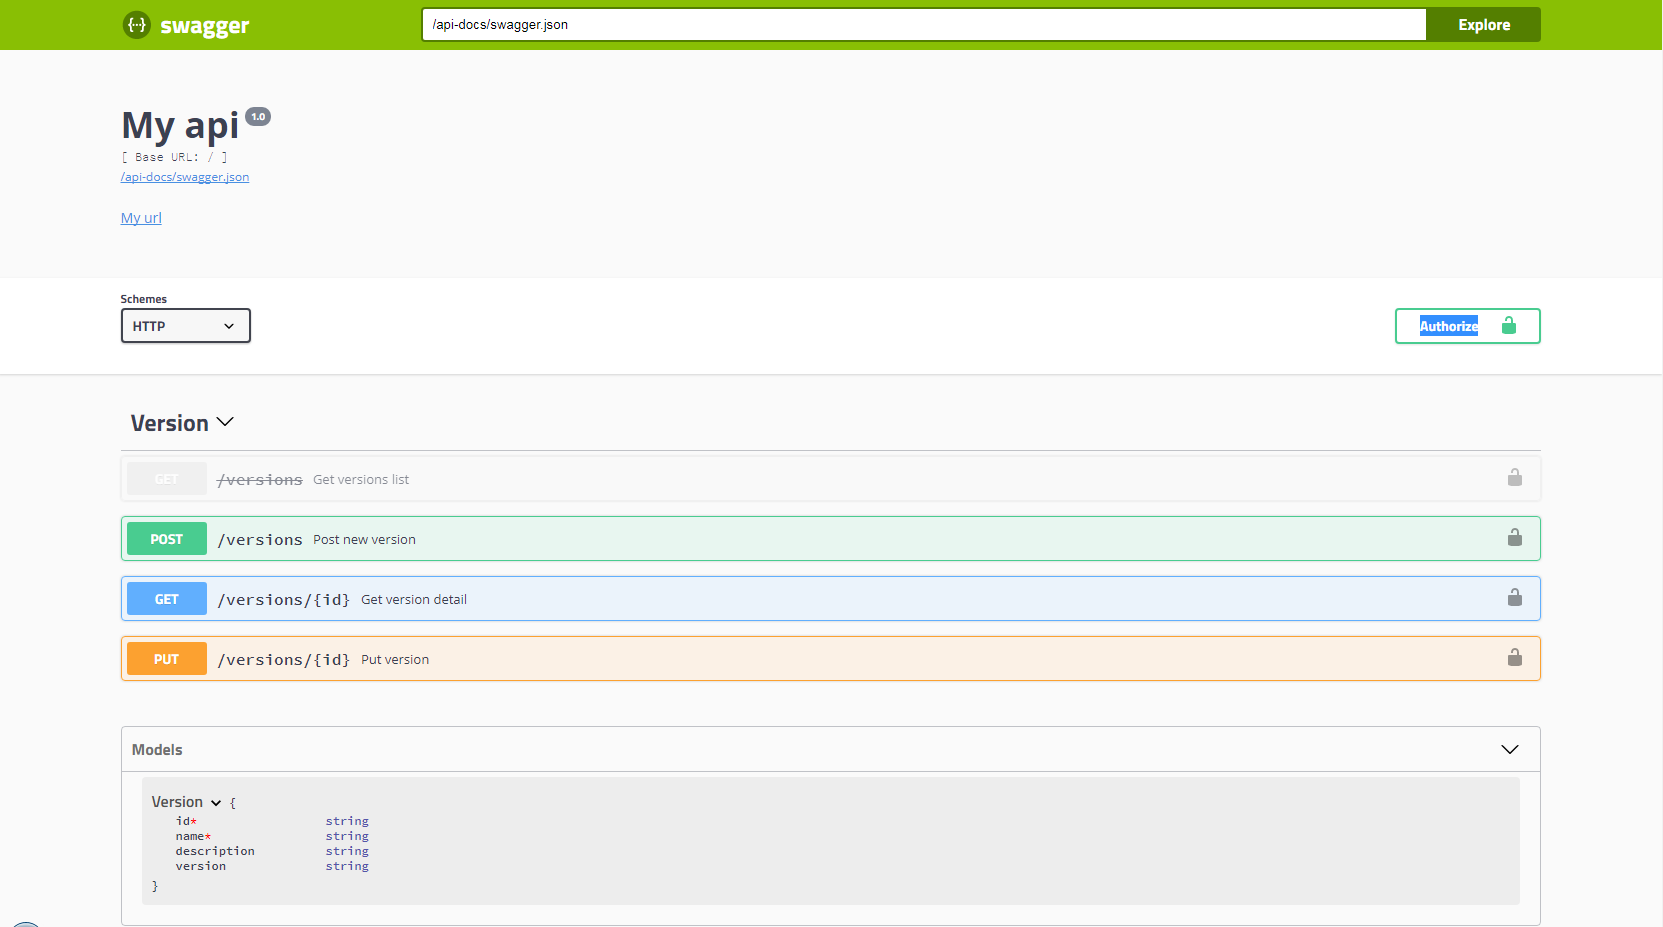 {···} swagger
/api-docs/swagger.json
Explore
My api 1.0
[ Base URL: / ]
/api-docs/swagger.json
My url
Schemes
HTTP
Authorize
Version
GET /versions Get versions list
POST /versions Post new version
GET /versions/{id} Get version detail
PUT /versions/{id} Put version
Models
Version {
id* string
name* string
description string
version string
}